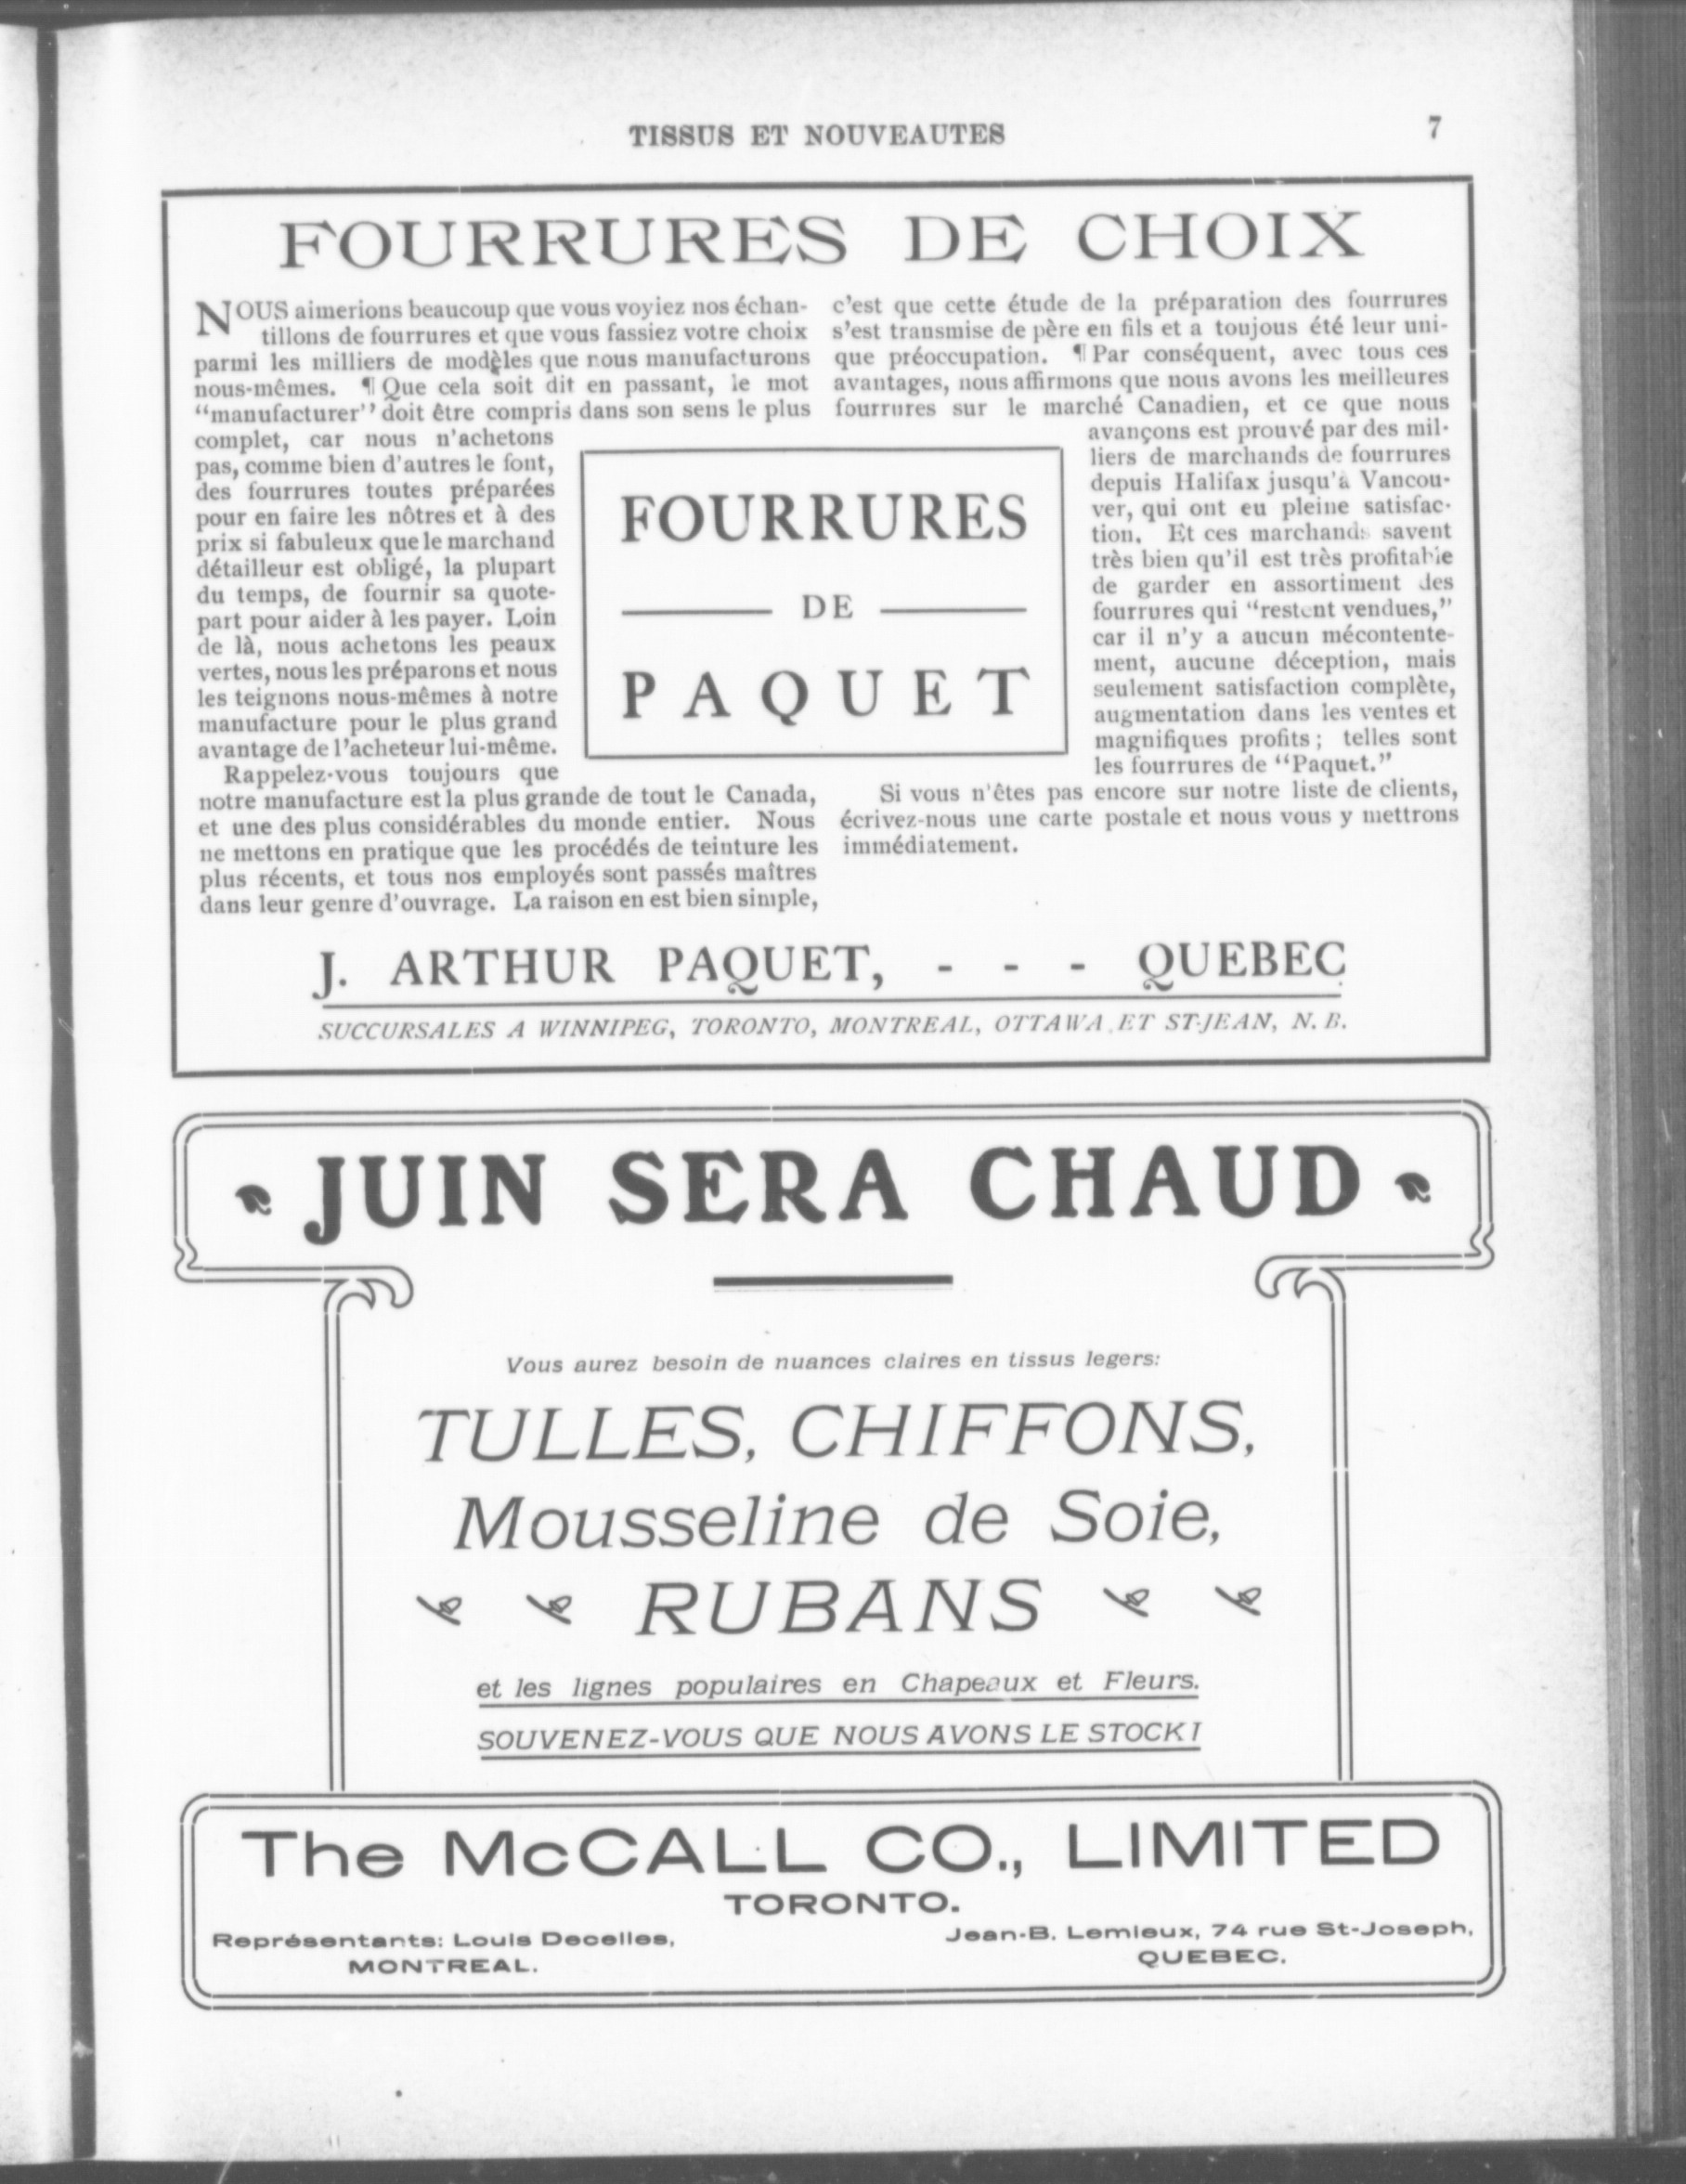 TISSUS ET NOUVEAUTES
7
FOURRURES DE CHOIX
NOUS aimerions beaucoup que vous voyiez nos échan-
tillons de fourrures et que vous fassiez votre choix
parmi les milliers de modèles que nous manufacturons
nous-mêmes. ¶ Que cela soit dit en passant, le mot
“manufacturer” doit être compris dans son sens le plus
complet, car nous n'achetons
pas, comme bien d'autres le font,
des fourrures toutes préparées
pour en faire les nôtres et à des
prix si fabuleux que le marchand
détailleur est obligé, la plupart
du temps, de fournir sa quote-
part pour aider à les payer. Loin
de là, nous achetons les peaux
vertes, nous les préparons et nous
les teignons nous-mêmes à notre
manufacture pour le plus grand
avantage de l'acheteur lui-même.
Rappelez-vous toujours que
notre manufacture est la plus grande de tout le Canada,
et une des plus considérables du monde entier. Nous
ne mettons en pratique que les procédés de teinture les
plus récents, et tous nos employés sont passés maîtres
dans leur genre d'ouvrage. La raison en est bien simple,
c'est que cette étude de la préparation des fourrures
s'est transmise de père en fils et a toujous été leur uni-
que préoccupation. ¶ Par conséquent, avec tous ces
avantages, nous affirmons que nous avons les meilleures
fourrures sur le marché Canadien, et ce que nous
avançons est prouvé par des mil-
liers de marchands de fourrures
depuis Halifax jusqu'à Vancou-
ver, qui ont eu pleine satisfac-
tion. Et ces marchands savent
très bien qu'il est très profitable
de garder en assortiment des
fourrures qui “restent vendues,”
car il n'y a aucun mécontente-
ment, aucune déception, mais
seulement satisfaction complète,
augmentation dans les ventes et
magnifiques profits ; telles sont
les fourrures de “Paquet.”
Si vous n'êtes pas encore sur notre liste de clients,
écrivez-nous une carte postale et nous vous y mettrons
immédiatement.
FOURRURES
DE
PAQUET
J. ARTHUR PAQUET, - - - QUEBEC
SUCCURSALES A WINNIPEG, TORONTO, MONTREAL, OTTAWA ET ST-JEAN, N. B.
JUIN SERA CHAUD
Vous aurez besoin de nuances claires en tissus legers:
TULLES, CHIFFONS,
Mousseline de Soie,
RUBANS
et les lignes populaires en Chapeaux et Fleurs.
SOUVENEZ-VOUS QUE NOUS AVONS LE STOCK!
The McCALL CO., LIMITED
TORONTO.
Représentants: Louis Decelles,
MONTREAL.
Jean-B. Lemieux, 74 rue St-Joseph,
QUEBEC.